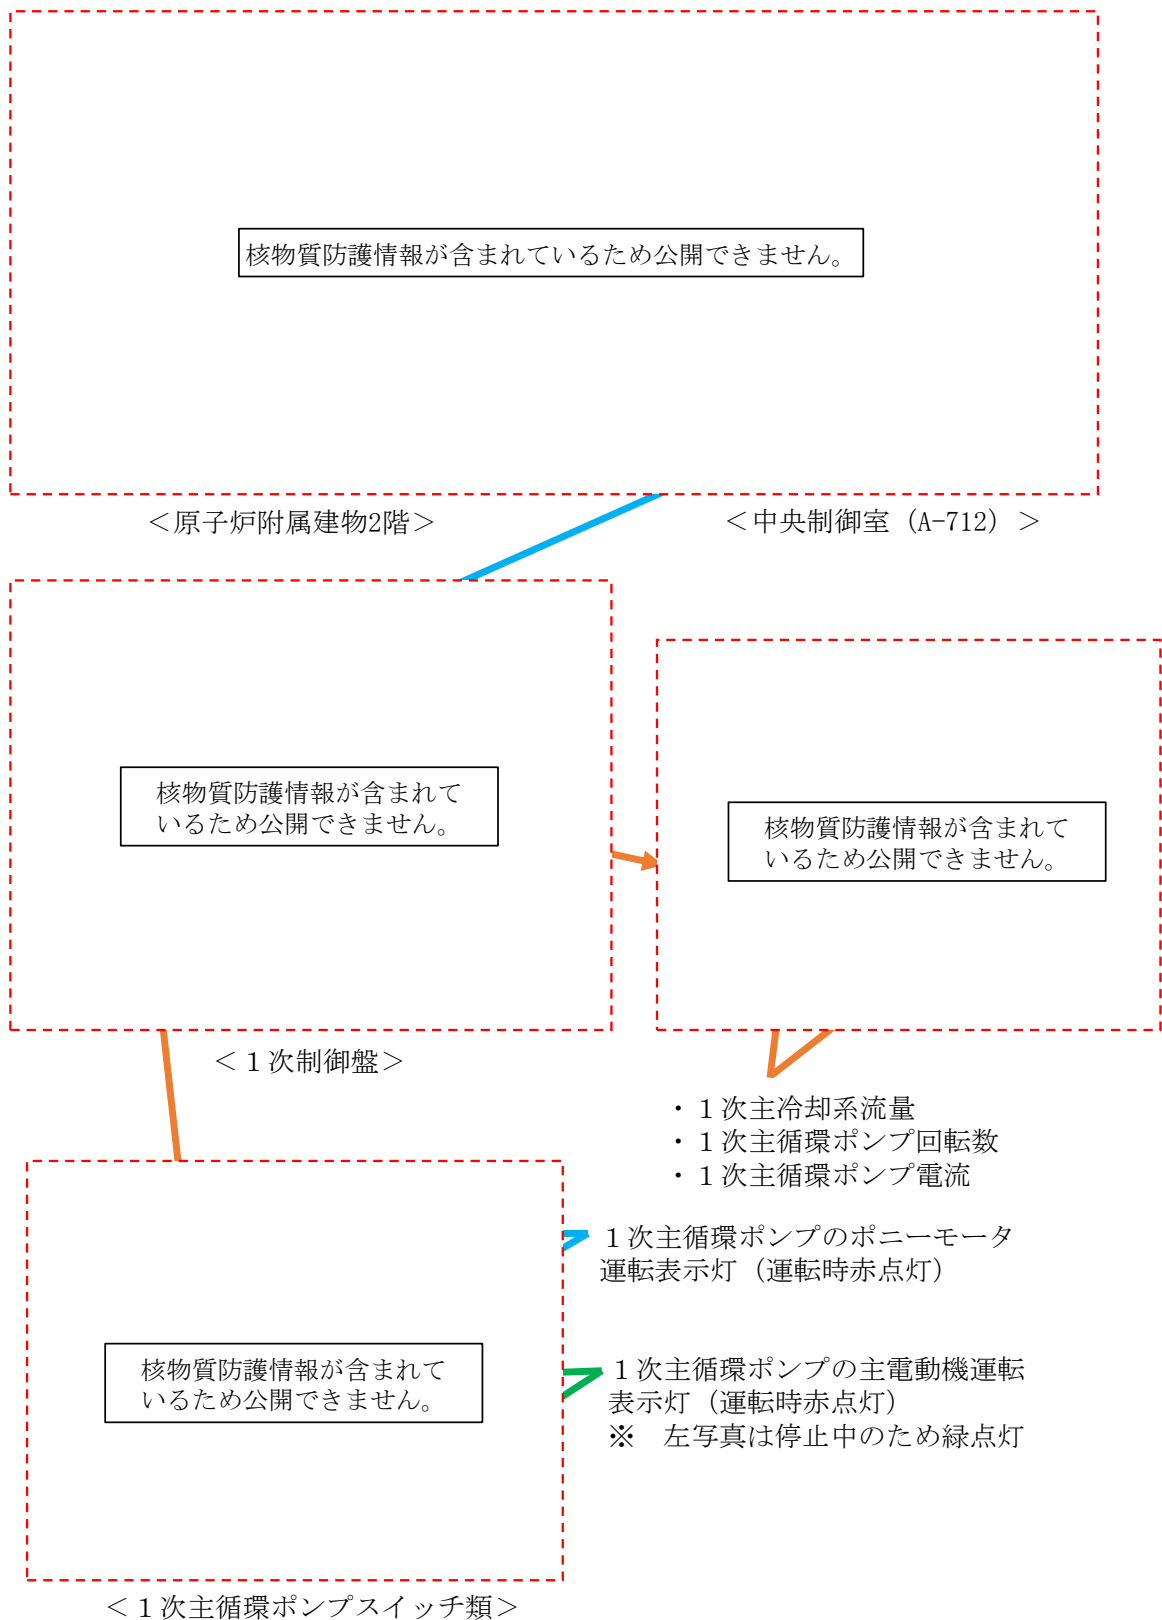 核物質防護情報が含まれているため公開できません。
＜原子炉附属建物2階＞
＜中央制御室（A-712）＞
核物質防護情報が含まれて
いるため公開できません。
核物質防護情報が含まれて
いるため公開できません。
＜１次制御盤＞
・１次主冷却系流量
・１次主循環ポンプ回転数
・１次主循環ポンプ電流
１次主循環ポンプのポニーモータ
運転表示灯（運転時赤点灯）
核物質防護情報が含まれて
いるため公開できません。
１次主循環ポンプの主電動機運転
表示灯（運転時赤点灯）
※　左写真は停止中のため緑点灯
＜１次主循環ポンプスイッチ類＞